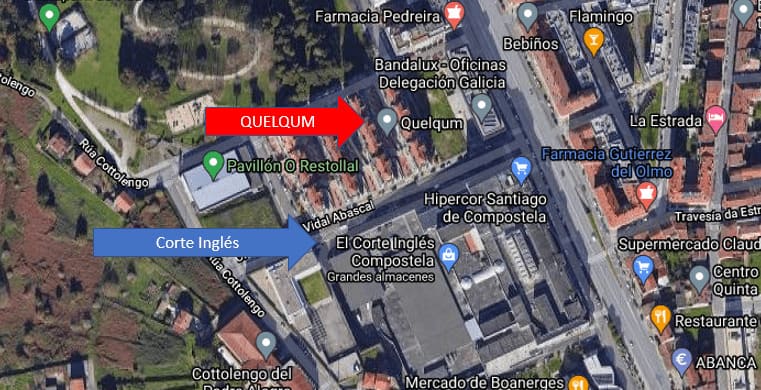 Farmacia Pedreira
Flamingo
Bebiños
Bandalux - Oficinas
Delegación Galicia
Cottolengo
QUELQUM
Quelqum
La Estrada
Rúa Cottolengo
Pavillón O Restollal
Farmacia Gutierrez
del Olmo
Hipercor Santiago
de Compostela
Vidal Abascal
Travesía da Est
Corte Inglés
El Corte Inglés
Compostela
Grandes almacenes
Supermercado Claud
Rúa Cottolengo
Centro
Quinta
Restaurante
Cottolengo del
Padre Alegre
ABANCA
Mercado de Boanerges